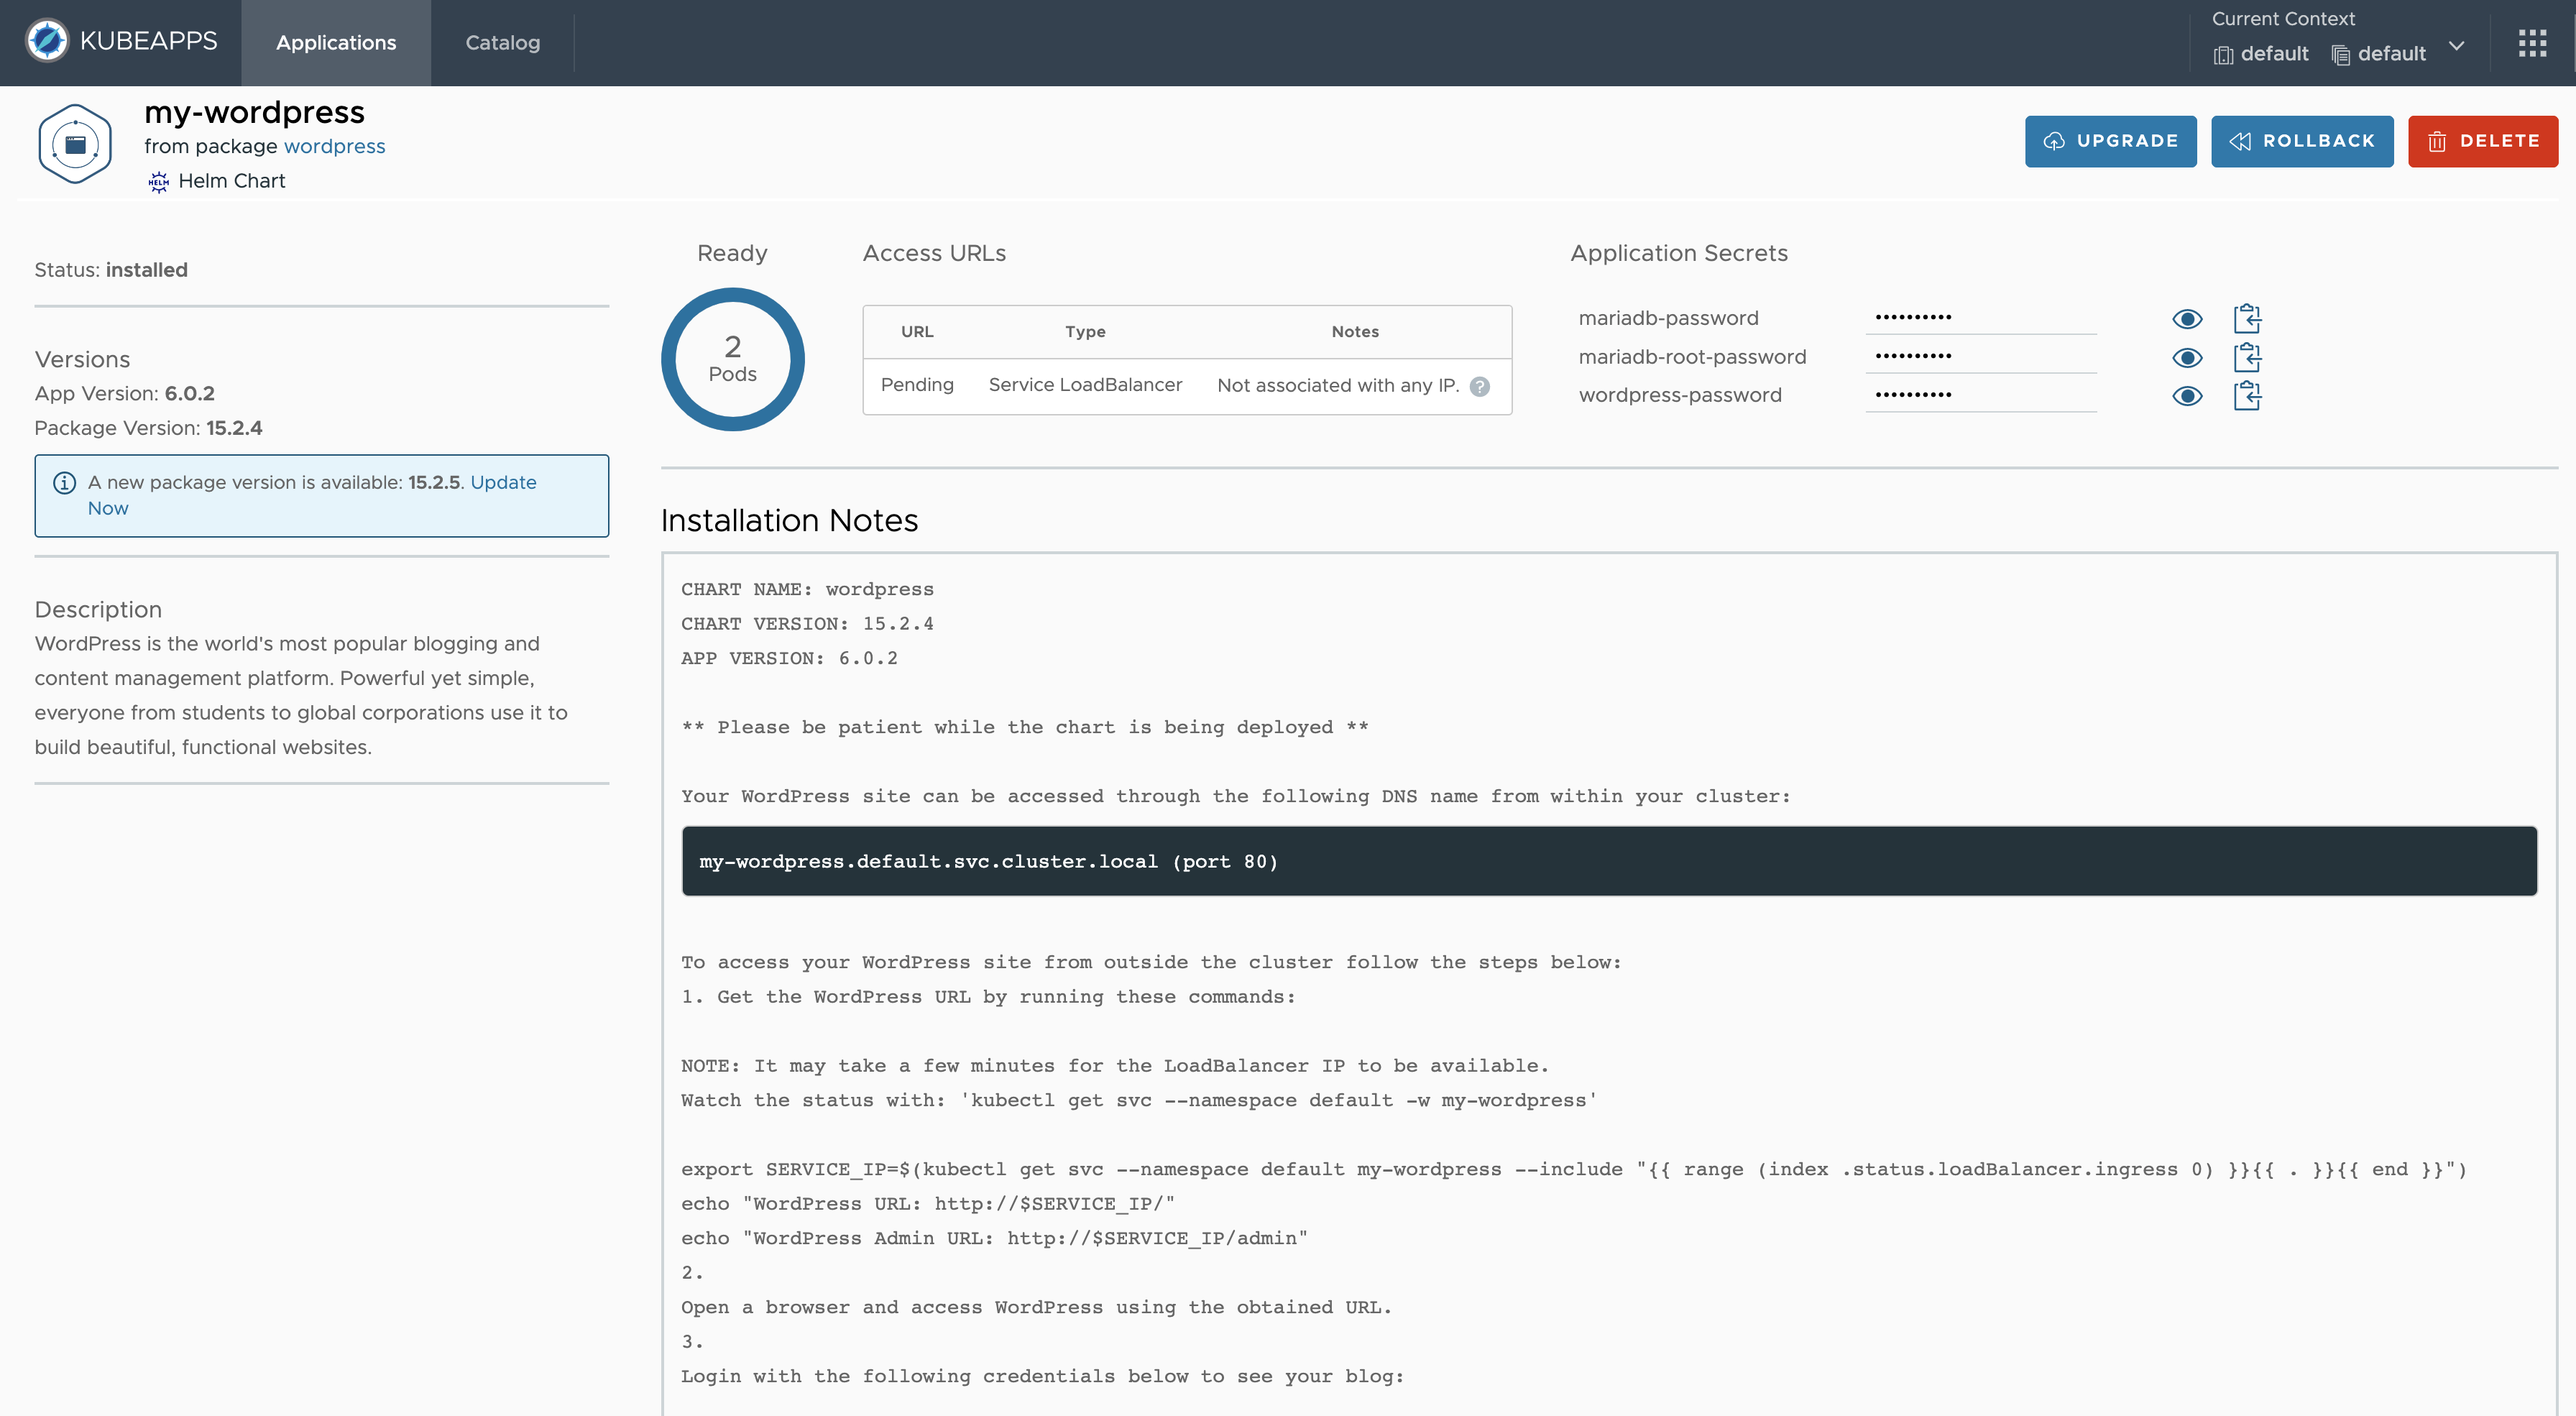 KUBEAPPS
Applications
Catalog
Current Context
default default
my-wordpress
from package wordpress
HELM Helm Chart
UPGRADE
ROLLBACK
DELETE
Status: installed
Versions
App Version: 6.0.2
Package Version: 15.2.4
A new package version is available: 15.2.5. Update
Now
Description
WordPress is the world's most popular blogging and
content management platform. Powerful yet simple,
everyone from students to global corporations use it to
build beautiful, functional websites.
Ready
2
Pods
Access URLs
URL Type Notes
Pending Service LoadBalancer Not associated with any IP. ?
Application Secrets
mariadb-password ••••••••••
mariadb-root-password ••••••••••
wordpress-password ••••••••••
Installation Notes
CHART NAME: wordpress
CHART VERSION: 15.2.4
APP VERSION: 6.0.2
** Please be patient while the chart is being deployed **
Your WordPress site can be accessed through the following DNS name from within your cluster:
my-wordpress.default.svc.cluster.local (port 80)
To access your WordPress site from outside the cluster follow the steps below:
1. Get the WordPress URL by running these commands:
NOTE: It may take a few minutes for the LoadBalancer IP to be available.
Watch the status with: 'kubectl get svc --namespace default -w my-wordpress'
export SERVICE_IP=$(kubectl get svc --namespace default my-wordpress --include "{{ range (index .status.loadBalancer.ingress 0) }}{{ . }}{{ end }}")
echo "WordPress URL: http://$SERVICE_IP/"
echo "WordPress Admin URL: http://$SERVICE_IP/admin"
2.
Open a browser and access WordPress using the obtained URL.
3.
Login with the following credentials below to see your blog: